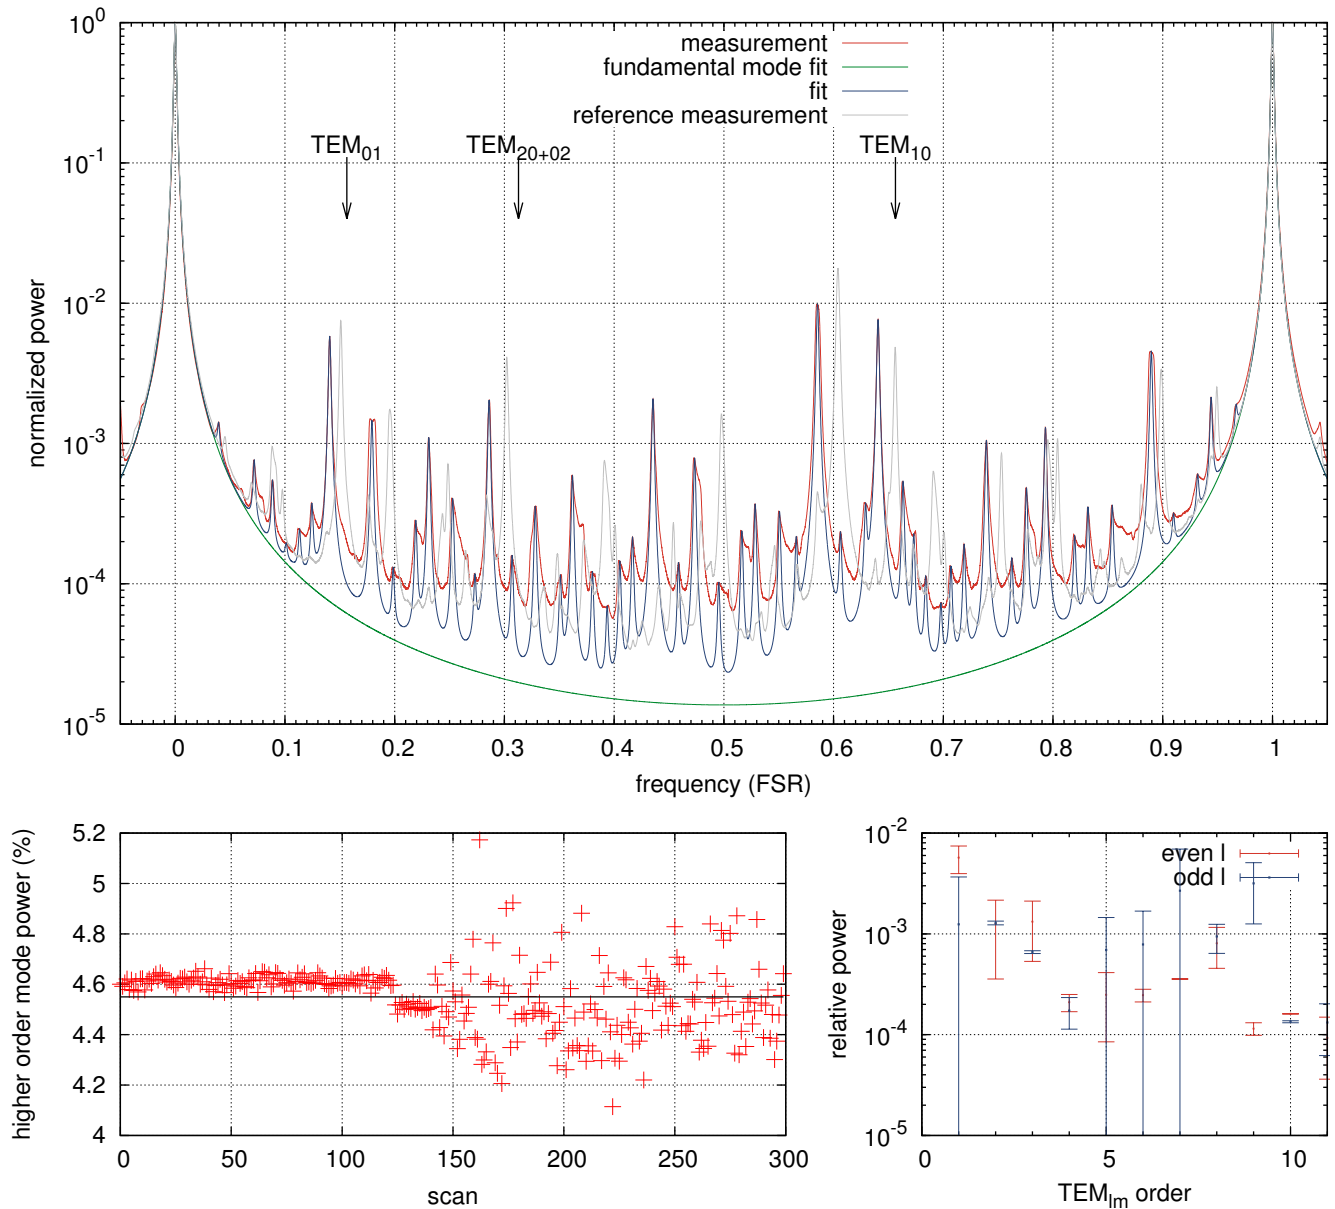 10^0
10^-1
10^-2
10^-3
10^-4
10^-5
normalized power
measurement
fundamental mode fit
fit
reference measurement
TEM_01
TEM_20+02
TEM_10
0 0.1 0.2 0.3 0.4 0.5 0.6 0.7 0.8 0.9 1
frequency (FSR)
5.2
5
4.8
4.6
4.4
4.2
4
higher order mode power (%)
0 50 100 150 200 250 300
scan
10^-2
10^-3
10^-4
10^-5
relative power
even l
odd l
0 5 10
TEM_lm order